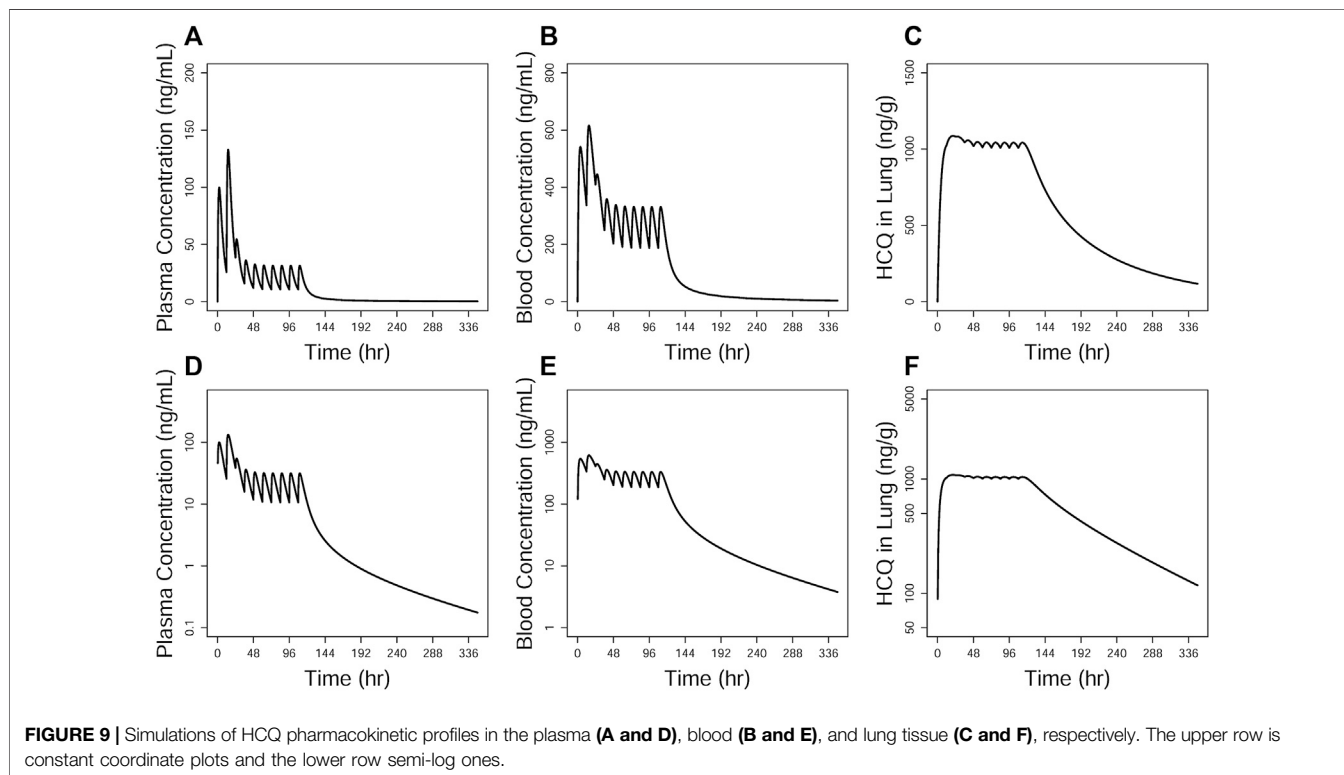 A
Plasma Concentration (ng/mL)
200
150
100
50
0
0 48 96 144 192 240 288 336
Time (hr)
B
Blood Concentration (ng/mL)
800
600
400
200
0
0 48 96 144 192 240 288 336
Time (hr)
C
HCQ in Lung (ng/g)
1500
1000
500
0
0 48 96 144 192 240 288 336
Time (hr)
D
Plasma Concentration (ng/mL)
100
10
1
0.1
0 48 96 144 192 240 288 336
Time (hr)
E
Blood Concentration (ng/mL)
1000
100
10
1
0 48 96 144 192 240 288 336
Time (hr)
F
HCQ in Lung (ng/g)
5000
1000
500
100
50
0 48 96 144 192 240 288 336
Time (hr)
FIGURE 9 | Simulations of HCQ pharmacokinetic profiles in the plasma (A and D), blood (B and E), and lung tissue (C and F), respectively. The upper row is
constant coordinate plots and the lower row semi-log ones.